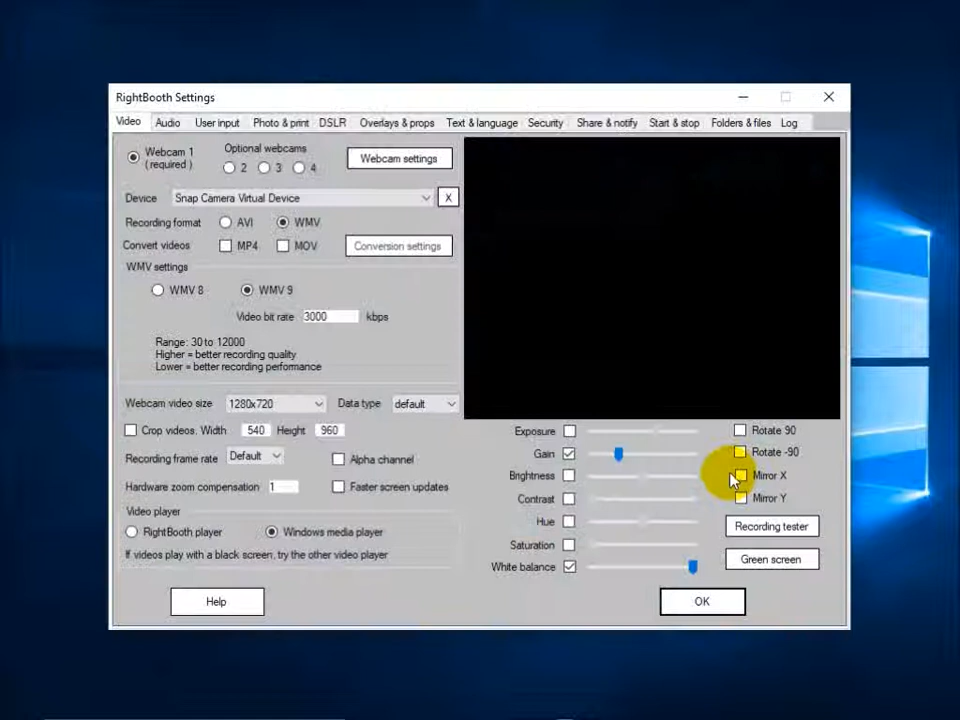 RightBooth Settings
Video Audio User input Photo & print DSLR Overlays & props Text & language Security Share & notify Start & stop Folders & files Log
Webcam 1 (required)
Optional webcams
2 3 4
Webcam settings
Device Snap Camera Virtual Device X
Recording format AVI WMV
Convert videos MP4 MOV Conversion settings
WMV settings
WMV 8 WMV 9
Video bit rate 3000 kbps
Range: 30 to 12000
Higher = better recording quality
Lower = better recording performance
Webcam video size 1280x720 Data type default
Crop videos. Width 540 Height 960
Recording frame rate Default Alpha channel
Hardware zoom compensation 1 Faster screen updates
Video player
RightBooth player Windows media player
If videos play with a black screen, try the other video player
Exposure Rotate 90
Gain Rotate -90
Brightness Mirror X
Contrast Mirror Y
Hue Recording tester
Saturation
White balance Green screen
Help OK